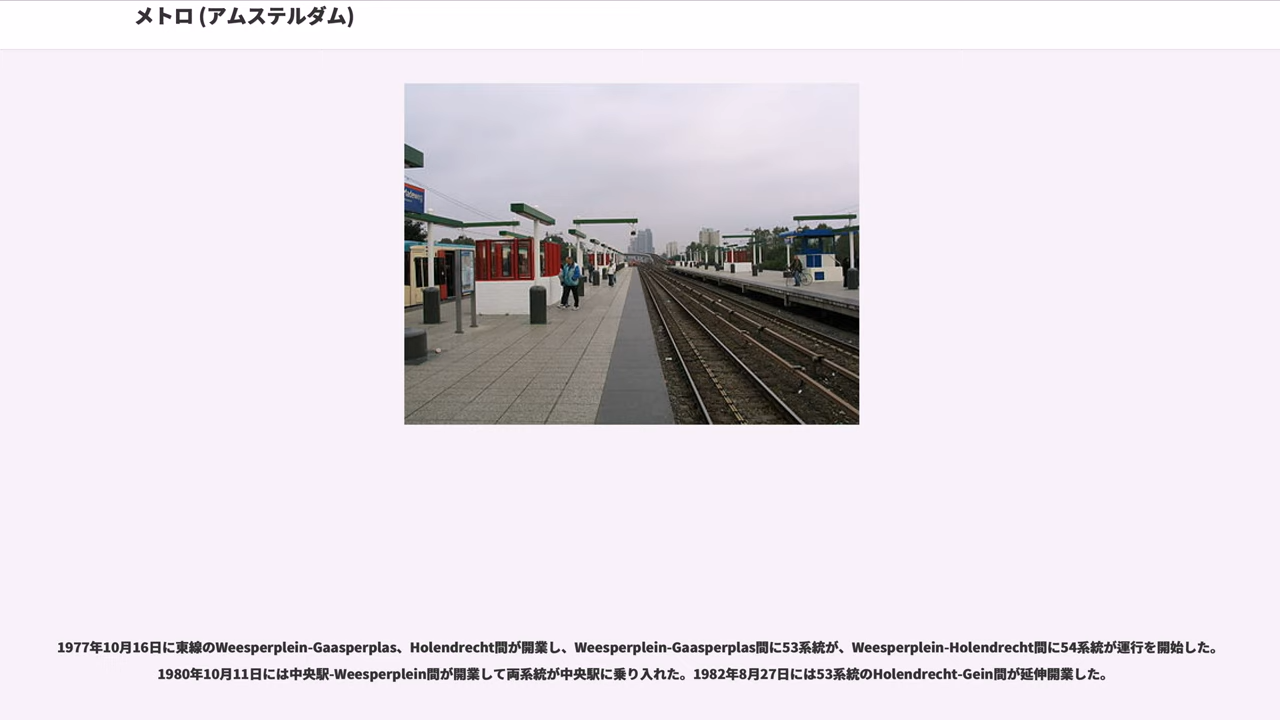 メトロ (アムステルダム)
1977年10月16日に東線のWeesperplein-Gaasperplas、Holendrecht間が開業し、Weesperplein-Gaasperplas間に53系統が、Weesperplein-Holendrecht間に54系統が運行を開始した。
1980年10月11日には中央駅-Weesperplein間が開業して両系統が中央駅に乗り入れた。1982年8月27日には53系統のHolendrecht-Gein間が延伸開業した。